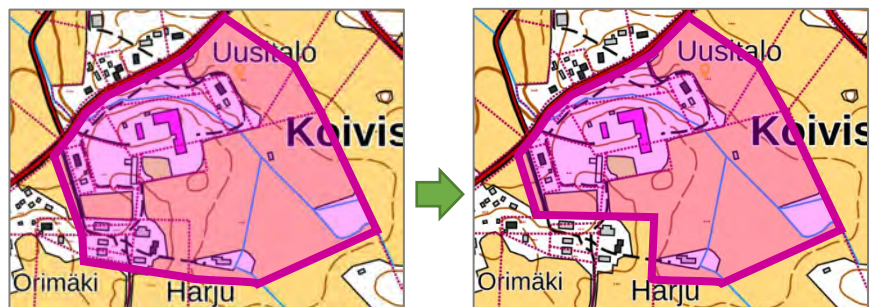 Uusitalo
Koivis
Orimäki
Harju
Uusitalo
Koivis
Orimäki
Harju